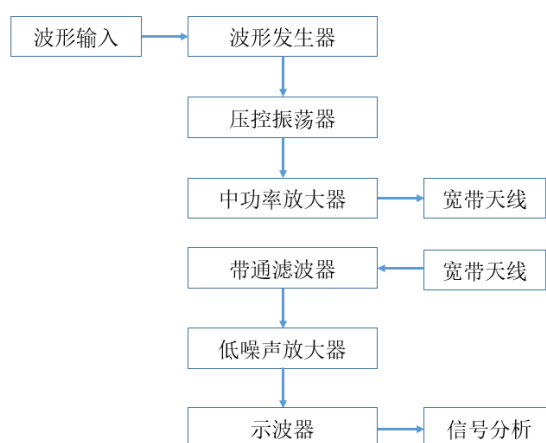 波形输入
波形发生器
压控振荡器
中功率放大器
宽带天线
带通滤波器
宽带天线
低噪声放大器
示波器
信号分析